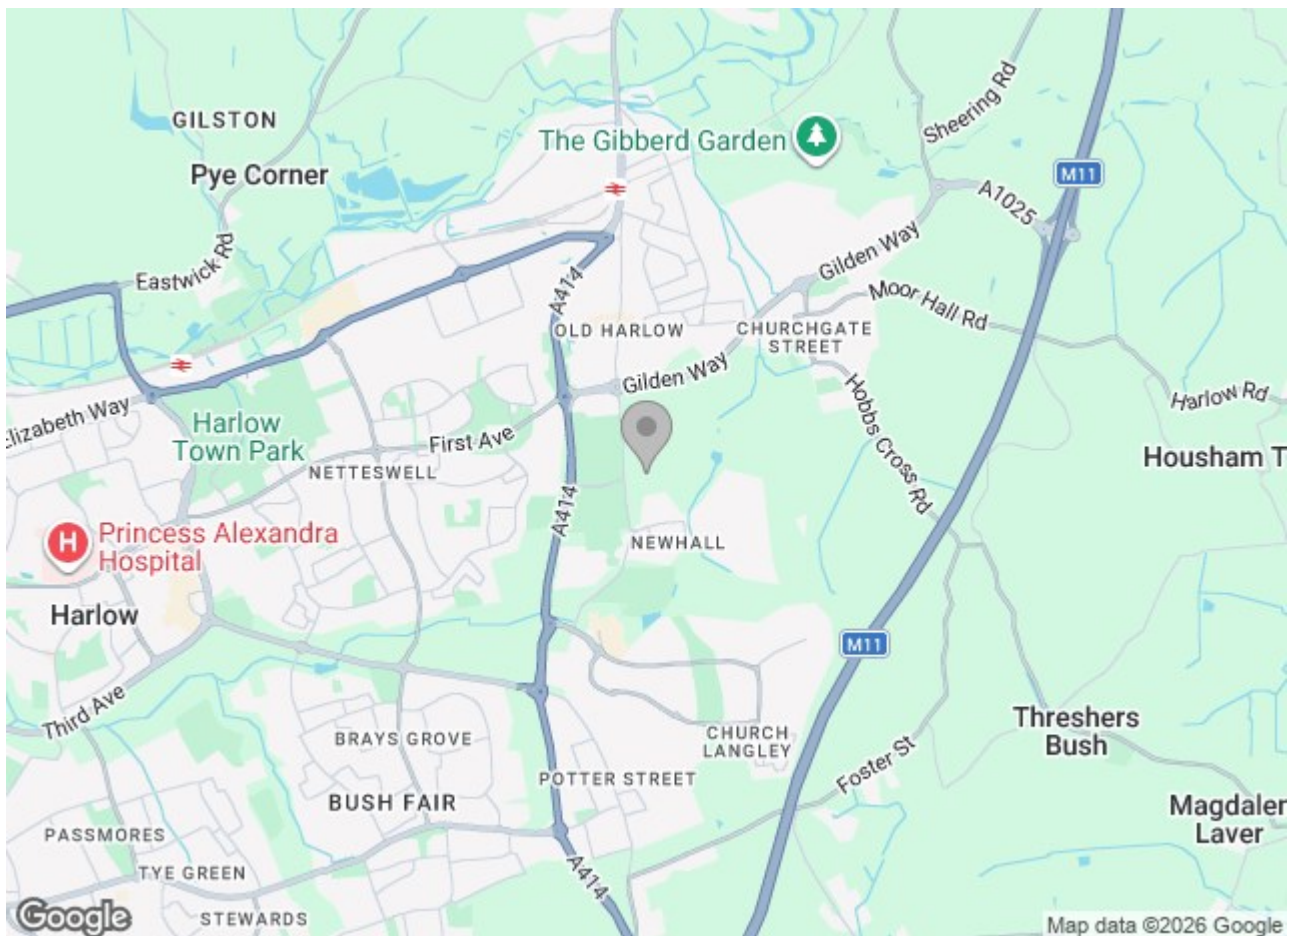 GILSTON
Pye Corner
The Gibberd Garden
Sheering Rd
M11
A1025
Eastwick Rd
Gilden Way
Moor Hall Rd
A414
OLD HARLOW
CHURCHGATE
STREET
Gilden Way
Elizabeth Way
Harlow
Town Park
First Ave
NETTESWELL
Hobbs Cross Rd
Harlow Rd
Housham T
A414
Princess Alexandra
Hospital
H
NEWHALL
Harlow
M11
Third Ave
BRAYS GROVE
CHURCH
LANGLEY
Foster St
Threshers
Bush
POTTER STREET
BUSH FAIR
PASSMORES
Magdalen
Laver
TYE GREEN
A414
STEWARDS
Google
Map data ©2026 Google